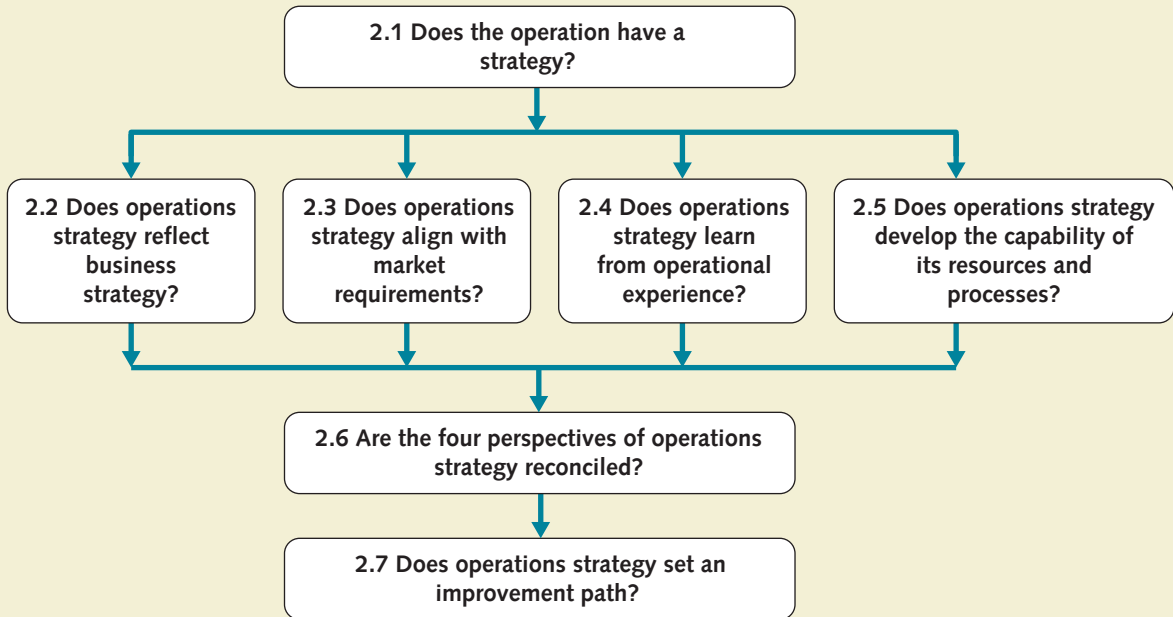 2.1 Does the operation have a
strategy?
2.2 Does operations
strategy reflect
business
strategy?
2.3 Does operations
strategy align with
market
requirements?
2.4 Does operations
strategy learn
from operational
experience?
2.5 Does operations strategy
develop the capability of
its resources and
processes?
2.6 Are the four perspectives of operations
strategy reconciled?
2.7 Does operations strategy set an
improvement path?